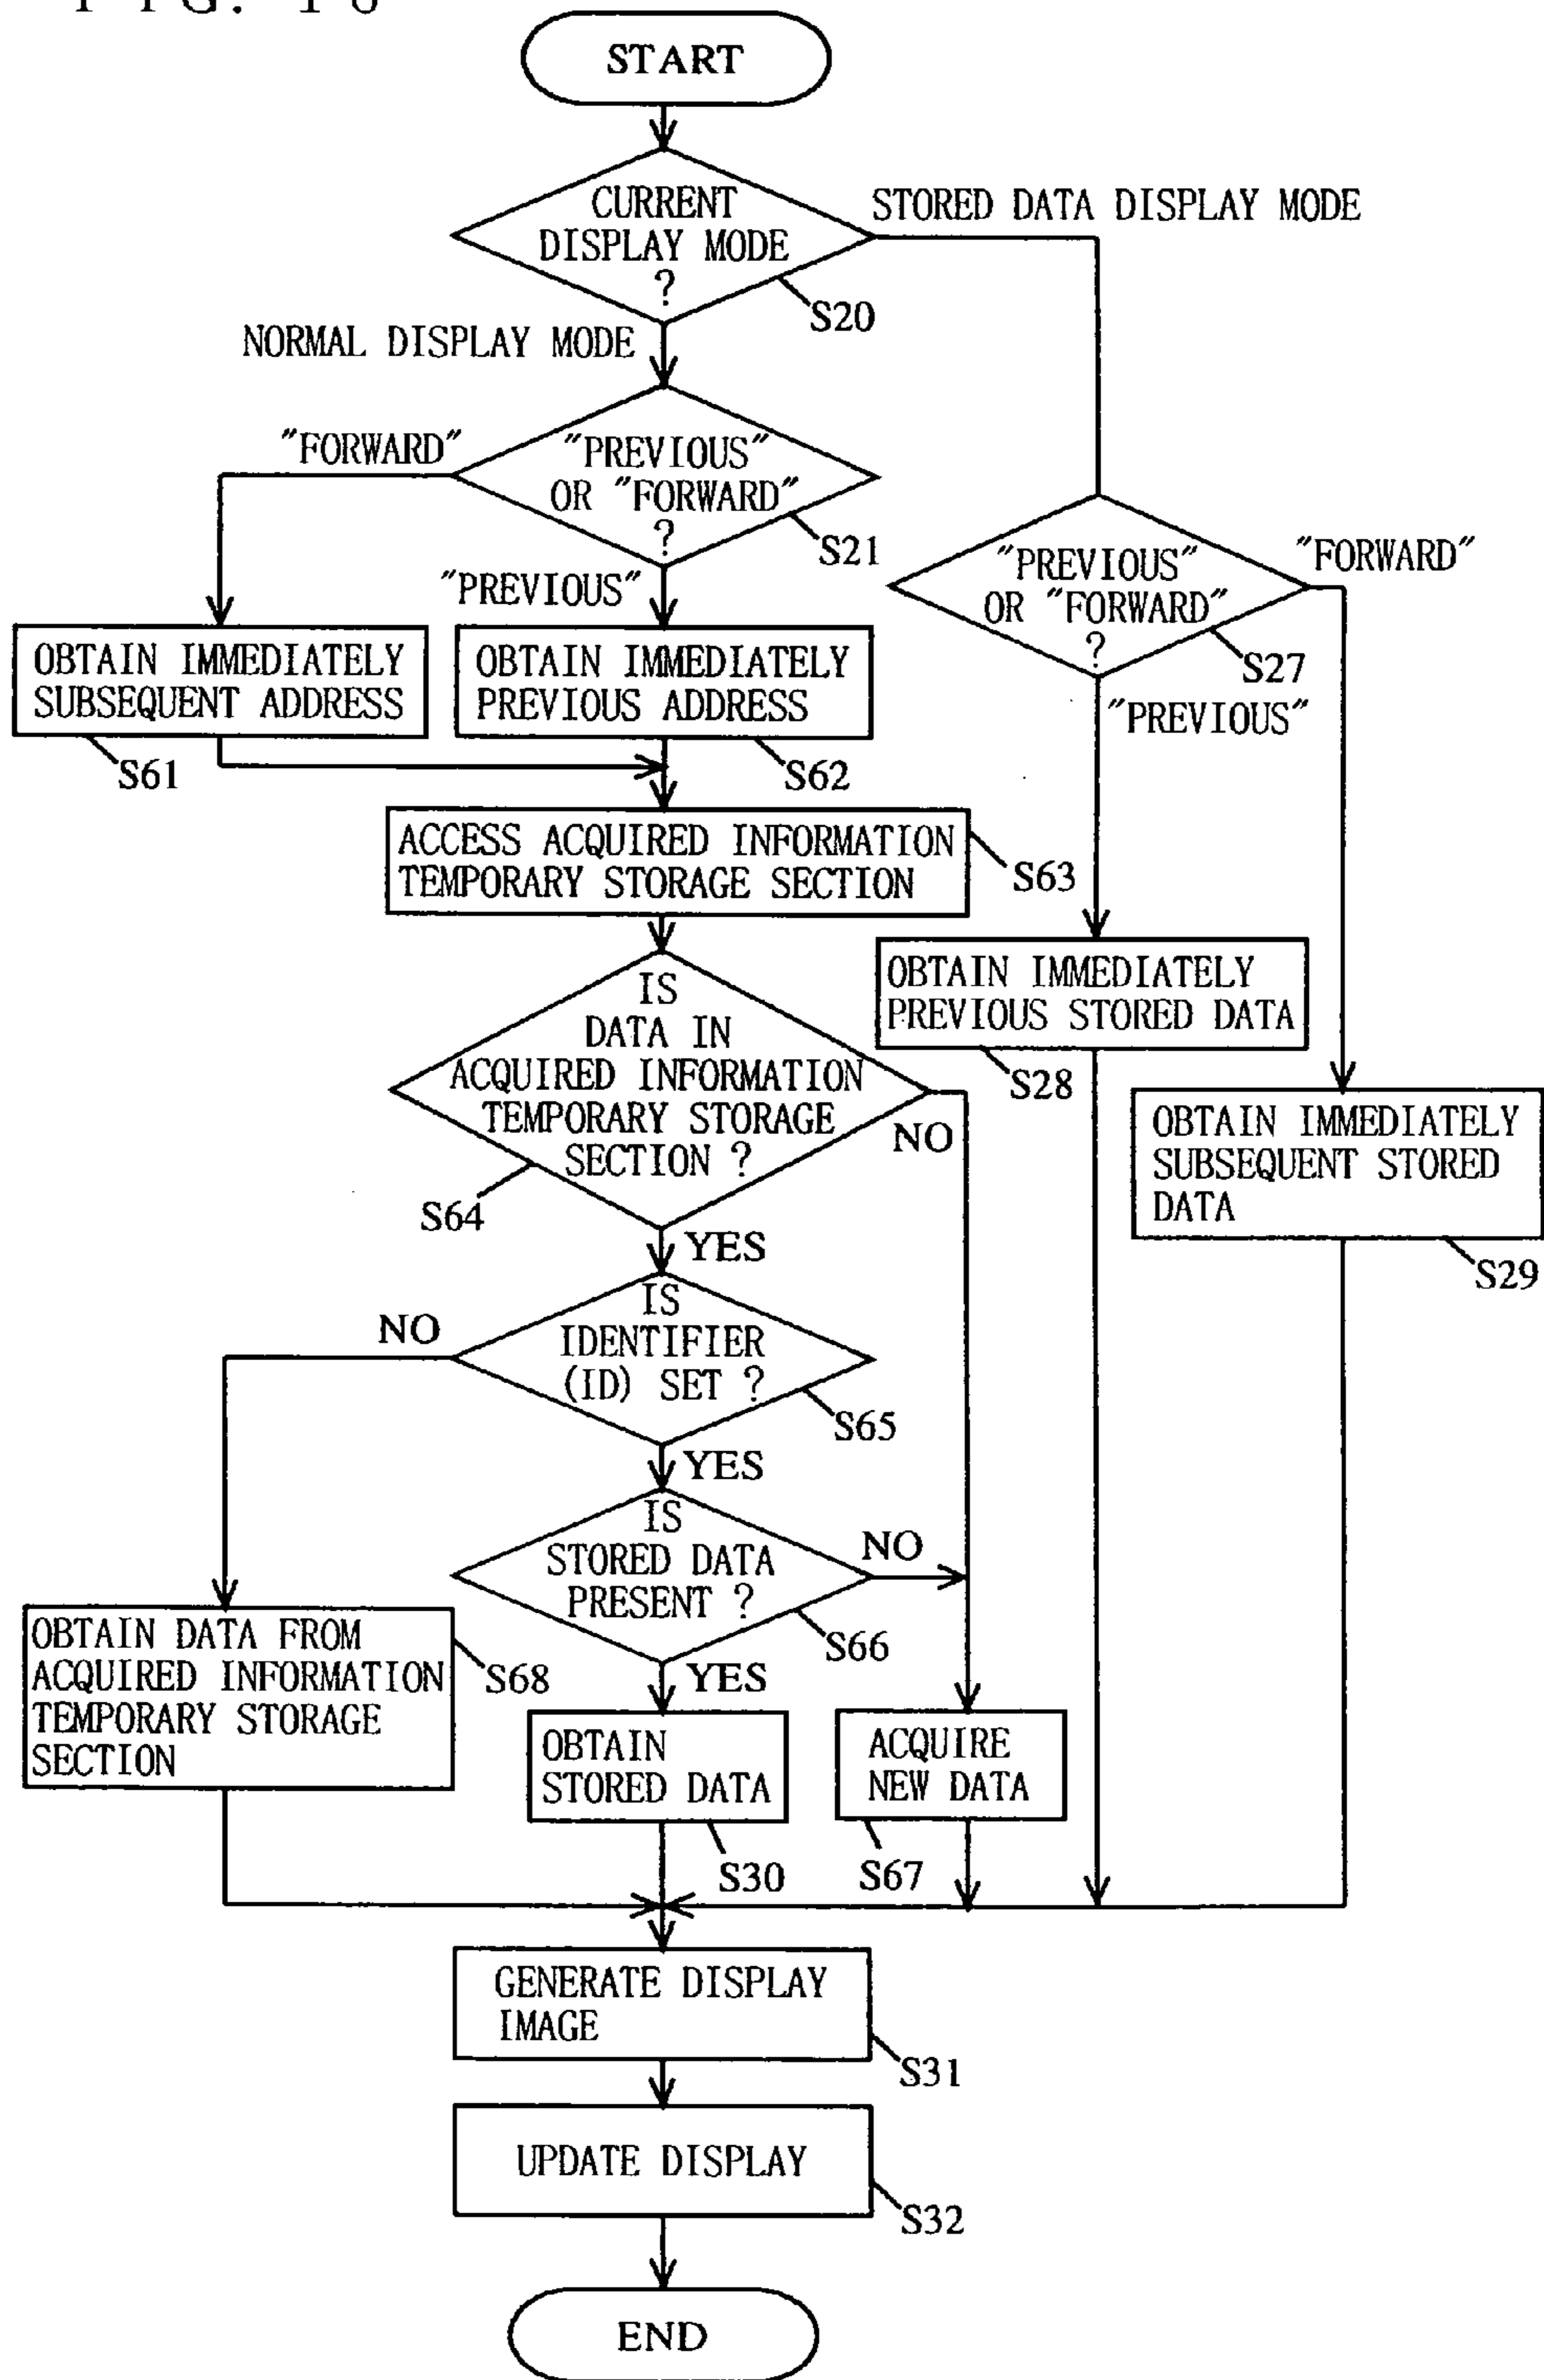 START
CURRENT
DISPLAY MODE
?
STORED DATA DISPLAY MODE
S20
NORMAL DISPLAY MODE
"FORWARD"
"PREVIOUS"
OR "FORWARD"
?
S21
"PREVIOUS"
"PREVIOUS"
OR "FORWARD"
?
"FORWARD"
S27
"PREVIOUS"
OBTAIN IMMEDIATELY
SUBSEQUENT ADDRESS
S61
OBTAIN IMMEDIATELY
PREVIOUS ADDRESS
S62
ACCESS ACQUIRED INFORMATION
TEMPORARY STORAGE SECTION
S63
OBTAIN IMMEDIATELY
PREVIOUS STORED DATA
S28
IS
DATA IN
ACQUIRED INFORMATION
TEMPORARY STORAGE
SECTION ?
NO
S64
YES
OBTAIN IMMEDIATELY
SUBSEQUENT STORED
DATA
S29
IS
IDENTIFIER
(ID) SET ?
NO
S65
YES
IS
STORED DATA
PRESENT ?
NO
S66
YES
OBTAIN DATA FROM
ACQUIRED INFORMATION
TEMPORARY STORAGE
SECTION
S68
OBTAIN
STORED DATA
S30
ACQUIRE
NEW DATA
S67
GENERATE DISPLAY
IMAGE
S31
UPDATE DISPLAY
S32
END